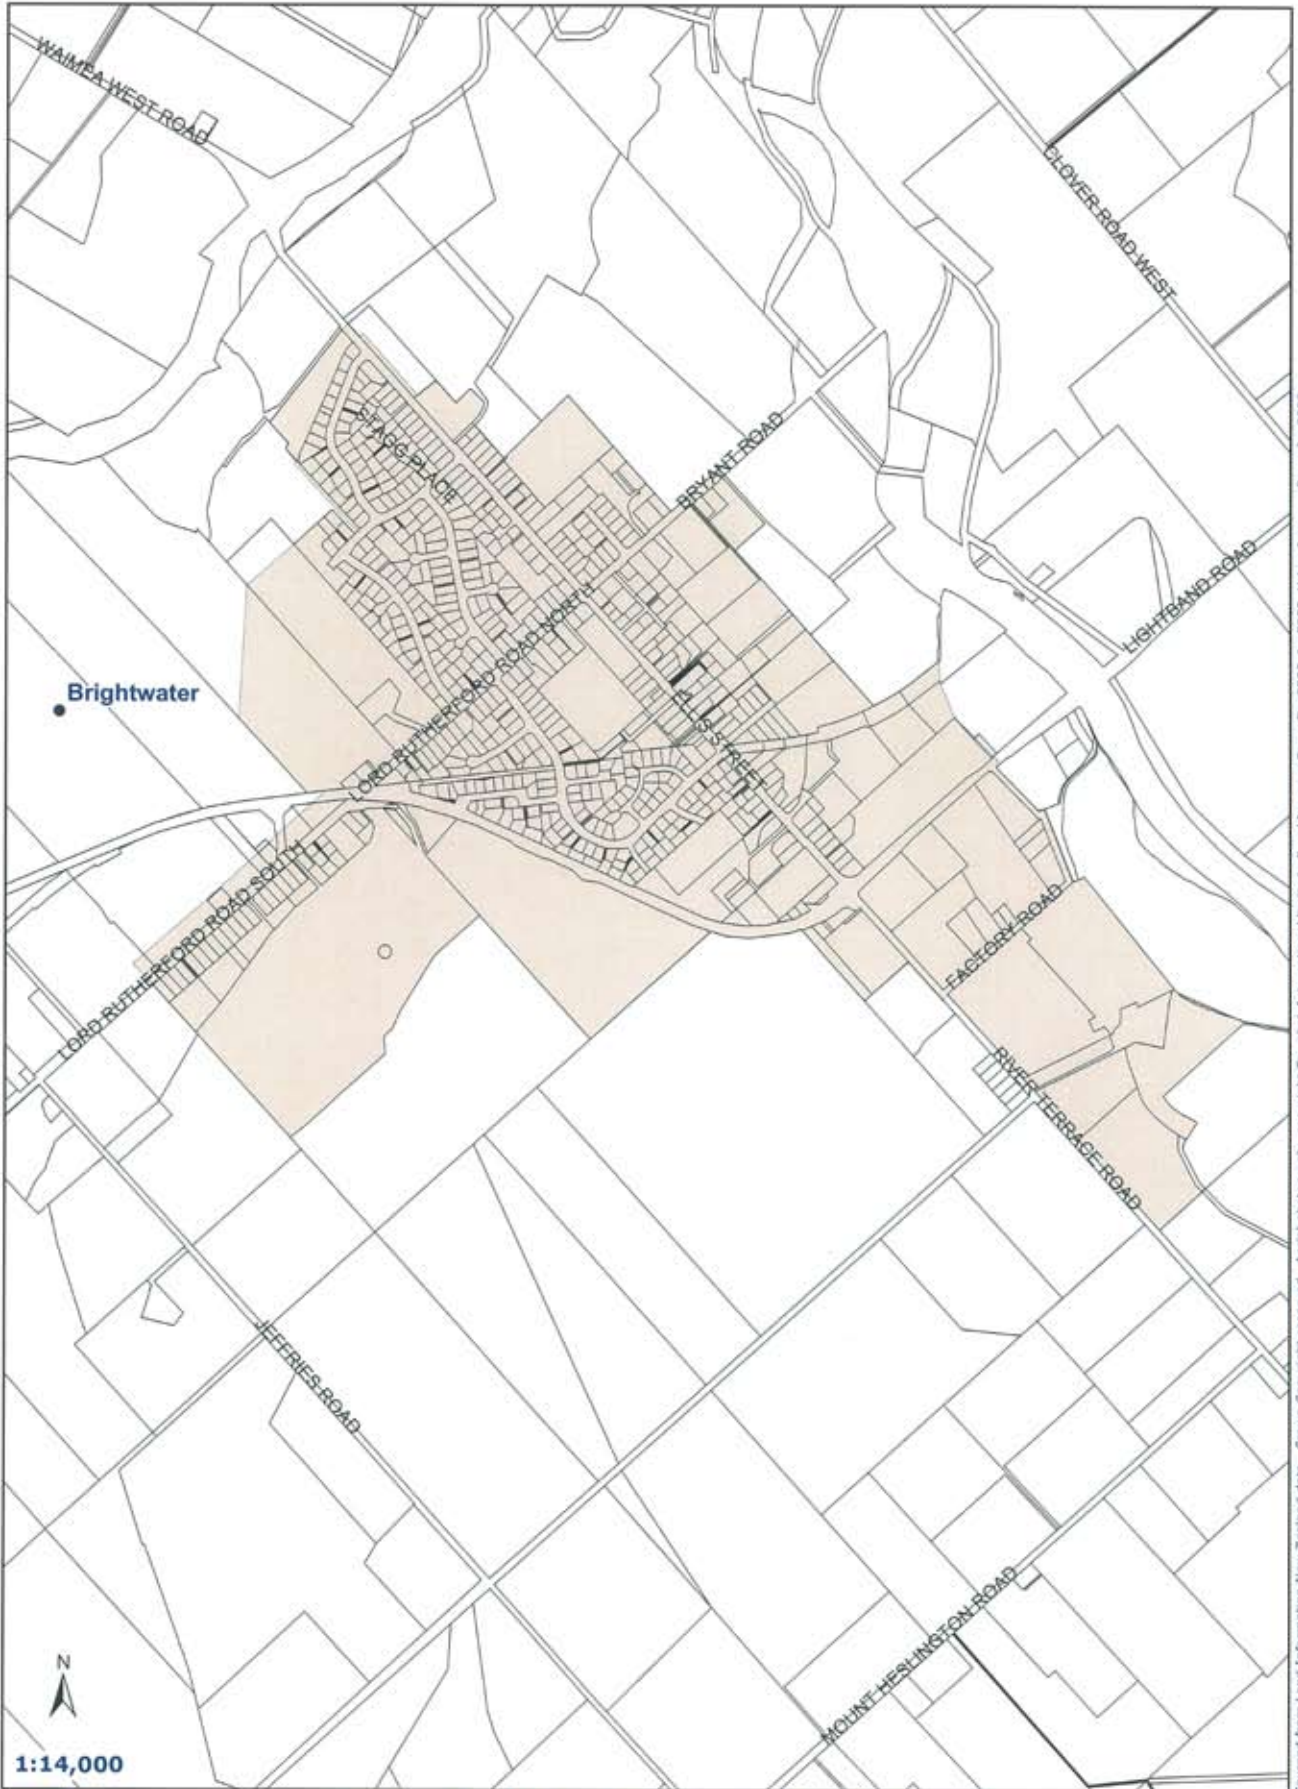 WAIMEA WEST ROAD
CLOVER ROAD WEST
STAGG PLACE
BRYANT ROAD
LIGHTBAND ROAD
LORD RUTHERFORD ROAD NORTH
Brightwater
ELLIS STREET
LORD RUTHERFORD ROAD SOUTH
FACTORY ROAD
RIVER TERRACE ROAD
JEFFRIES ROAD
MOUNT HESLINGTON ROAD
N
1:14,000